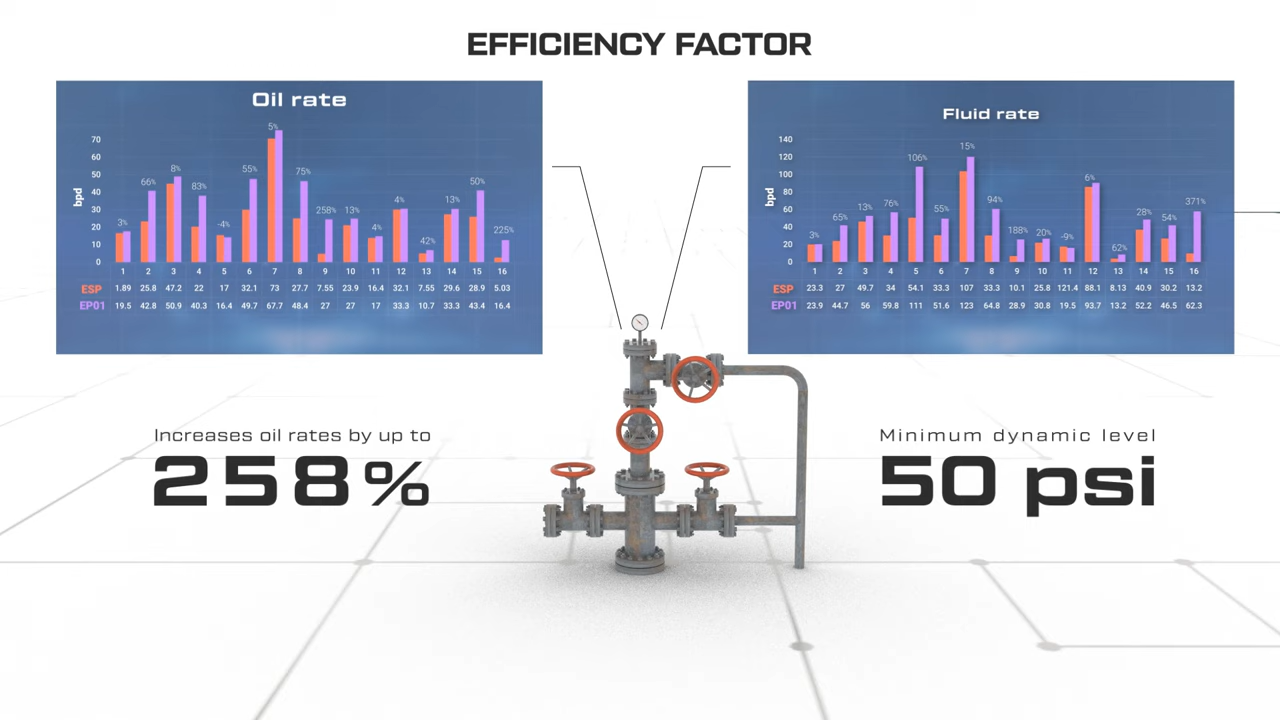 EFFICIENCY FACTOR
Oil rate
bpd
70
60
50
40
30
20
10
0
3% 66% 8% 83% -4% 55% 5% 75% 258% 13% 14% 4% 42% 13% 50% 225%
1 2 3 4 5 6 7 8 9 10 11 12 13 14 15 16
ESP 1.89 25.8 47.2 22 17 32.1 73 27.7 7.55 23.9 16.4 32.1 7.55 29.6 28.9 5.03
EP01 19.5 42.8 50.9 40.3 16.4 49.7 67.7 48.4 27 27 17 33.3 10.7 33.3 43.4 16.4
Fluid rate
bpd
140
120
100
80
60
40
20
0
3% 65% 13% 76% 106% 55% 15% 94% 188% 20% -9% 6% 62% 28% 54% 371%
1 2 3 4 5 6 7 8 9 10 11 12 13 14 15 16
ESP 23.3 27 49.7 34 54.1 33.3 107 33.3 10.1 25.8 121.4 88.1 8.13 40.9 30.2 13.2
EP01 23.9 44.7 56 59.8 111 51.6 123 64.8 28.9 30.8 19.5 93.7 13.2 52.2 46.5 62.3
Increases oil rates by up to
258%
Minimum dynamic level
50 psi